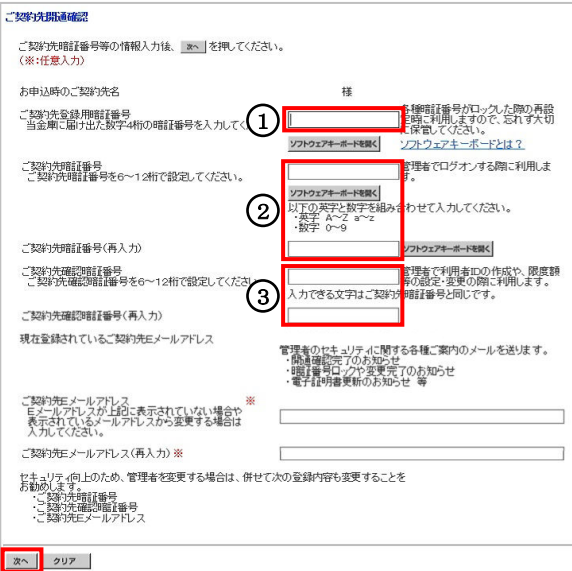 ご契約先開通確認
ご契約先暗証番号等の情報入力後、 次へ を押してください。
(※:任意入力)
お申込時のご契約先名 様
ご契約先登録用暗証番号
当金庫に届け出た数字4桁の暗証番号を入力してく
①
各種暗証番号がロックした際の再設
定時に利用しますので、忘れず大切
に保管してください。
ソフトウェアキーボードを開く ソフトウェアキーボードとは?
ご契約先暗証番号
ご契約先暗証番号を6~12桁で設定してください。
管理者でログオンする際に利用しま
す。
ソフトウェアキーボードを開く
②
以下の英字と数字を組み合わせて入力してください。
・英字 A~Z a~z
・数字 0~9
ご契約先暗証番号(再入力) ソフトウェアキーボードを開く
ご契約先確認暗証番号
ご契約先確認暗証番号を6~12桁で設定してください
③
管理者で利用者IDの作成や、限度額
等の設定・変更の際に利用します。
入力できる文字はご契約先暗証番号と同じです。
ご契約先確認暗証番号(再入力)
現在登録されているご契約先Eメールアドレス
管理者のセキュリティに関する各種ご案内のメールを送ります。
・開通確認完了のお知らせ
・暗証番号ロックや変更完了のお知らせ
・電子証明書更新のお知らせ 等
ご契約先Eメールアドレス ※
Eメールアドレスが上記に表示されていない場合や
表示されているメールアドレスから変更する場合は
入力してください。
ご契約先Eメールアドレス(再入力) ※
セキュリティ向上のため、管理者を変更する場合は、併せて次の登録内容も変更することを
お勧めします。
・ご契約先暗証番号
・ご契約先確認暗証番号
・ご契約先Eメールアドレス
次へ クリア